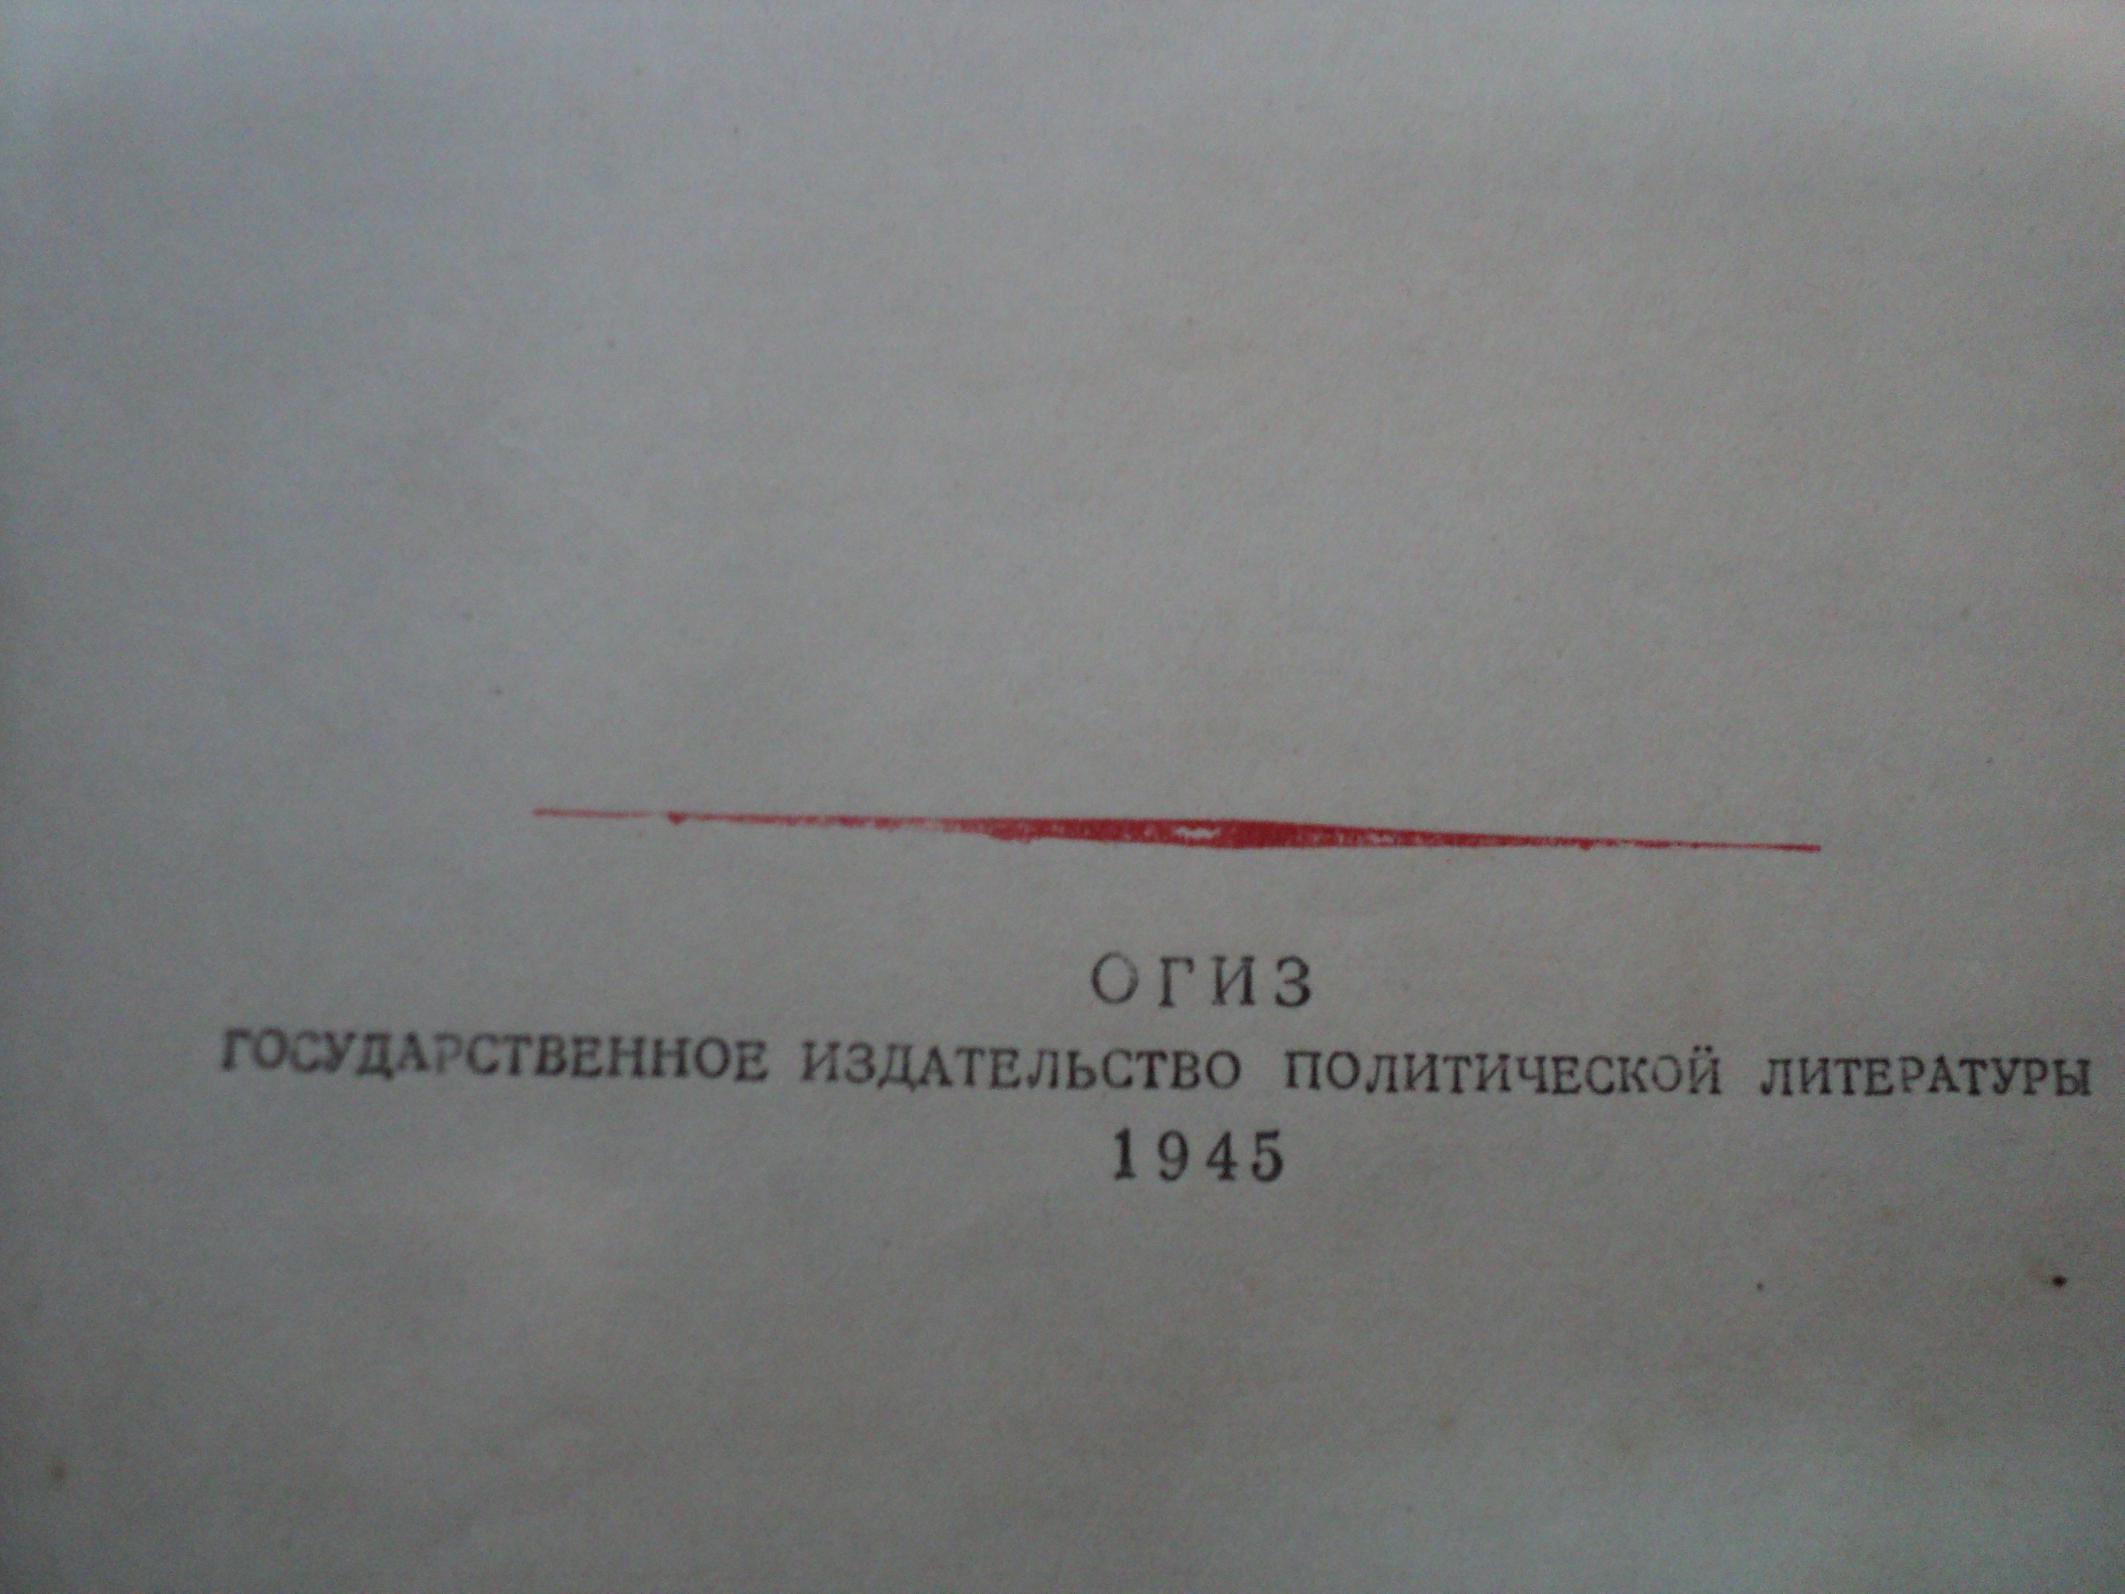 ОГИЗ
ГОСУДАРСТВЕННОЕ ИЗДАТЕЛЬСТВО ПОЛИТИЧЕСКОЙ ЛИТЕРАТУРЫ
1945